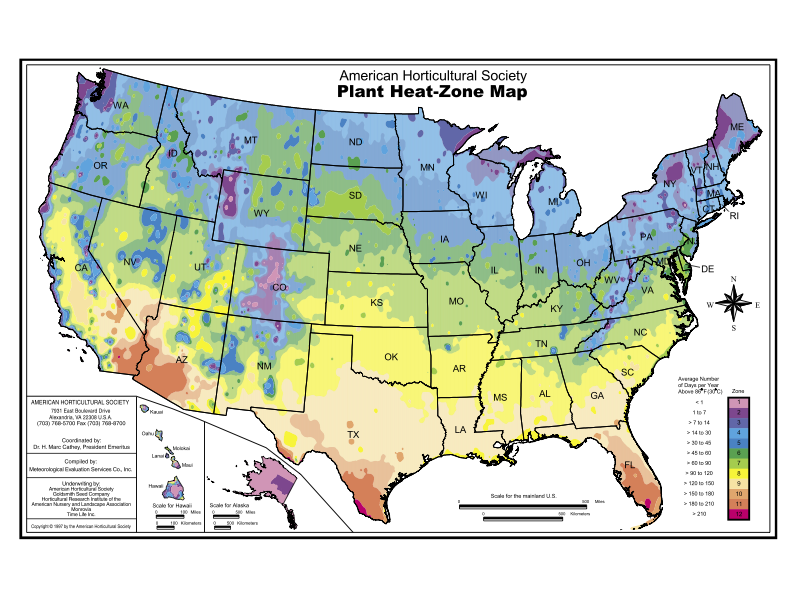 American Horticultural Society
Plant Heat-Zone Map
WA
OR
ID
MT
ND
MN
WI
MI
ME
VT
NH
NY
MA
CT
RI
SD
WY
NE
IA
PA
NJ
CA
NV
UT
CO
KS
MO
IL
IN
OH
WV
VA
MD
DE
KY
AZ
NM
OK
AR
TN
NC
SC
TX
LA
MS
AL
GA
FL
N
W
E
S
Average Number
of Days per Year
Above 86°F(30°C)
Zone
< 1 1
1 to 7 2
> 7 to 14 3
> 14 to 30 4
> 30 to 45 5
> 45 to 60 6
> 60 to 90 7
> 90 to 120 8
> 120 to 150 9
> 150 to 180 10
> 180 to 210 11
> 210 12
AMERICAN HORTICULTURAL SOCIETY
7931 East Boulevard Drive
Alexandria, VA 22308 U.S.A.
(703) 768-5700 Fax (703) 768-8700
Coordinated by:
Dr. H. Marc Cathey, President Emeritus
Compiled by:
Meteorological Evaluation Services Co., Inc.
Underwriting by:
American Horticultural Society
Goldsmith Seed Company
Horticultural Research Institute of the
American Nursery and Landscape Association
Monrovia
Time Life Inc.
Copyright © 1997 by the American Horticultural Society
Kauai
Oahu
Molokai
Lanai
Maui
Hawaii
Scale for Hawaii
0 100 Miles
0 100 Kilometers
Scale for Alaska
0 500 Miles
0 500 Kilometers
Scale for the mainland U.S.
0 500 Miles
0 500 Kilometers